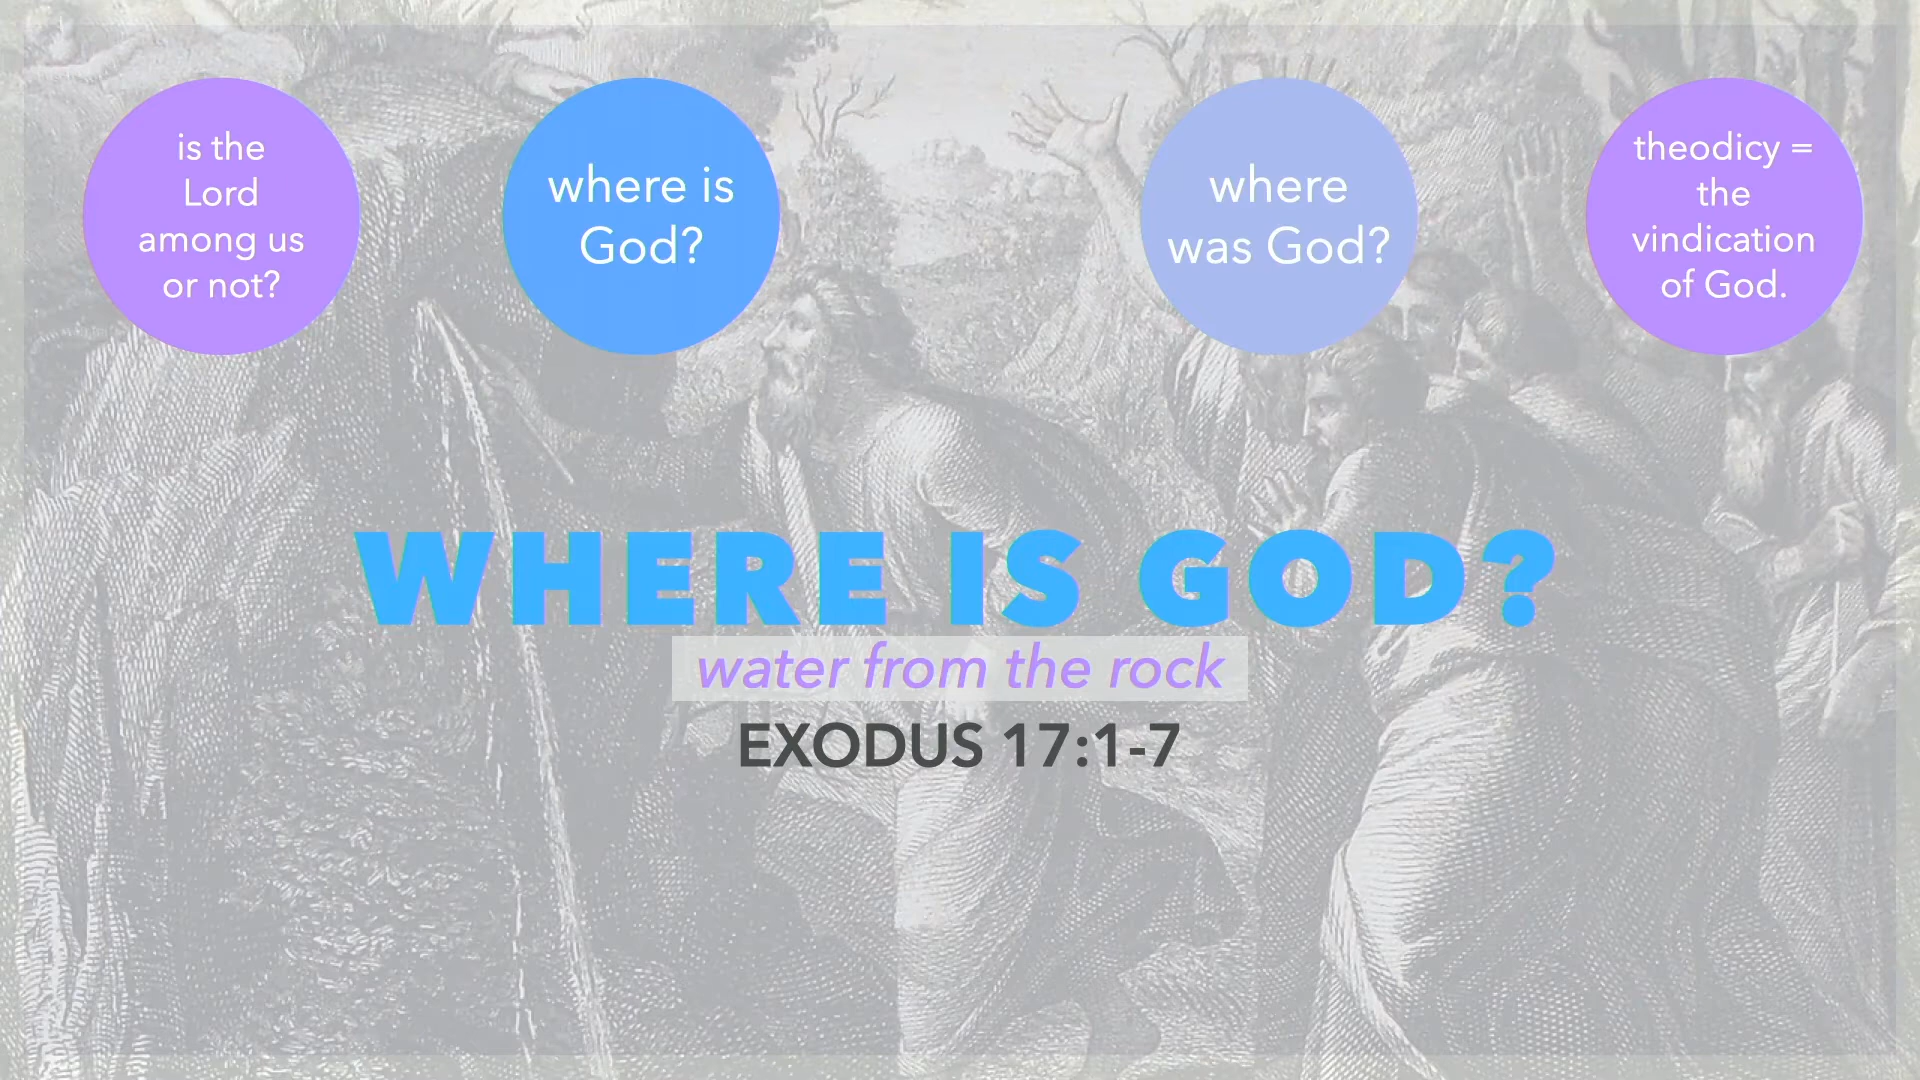 is the
Lord
among us
or not?
where is
God?
where
was God?
theodicy =
the
vindication
of God.
WHERE IS GOD?
water from the rock
EXODUS 17:1-7